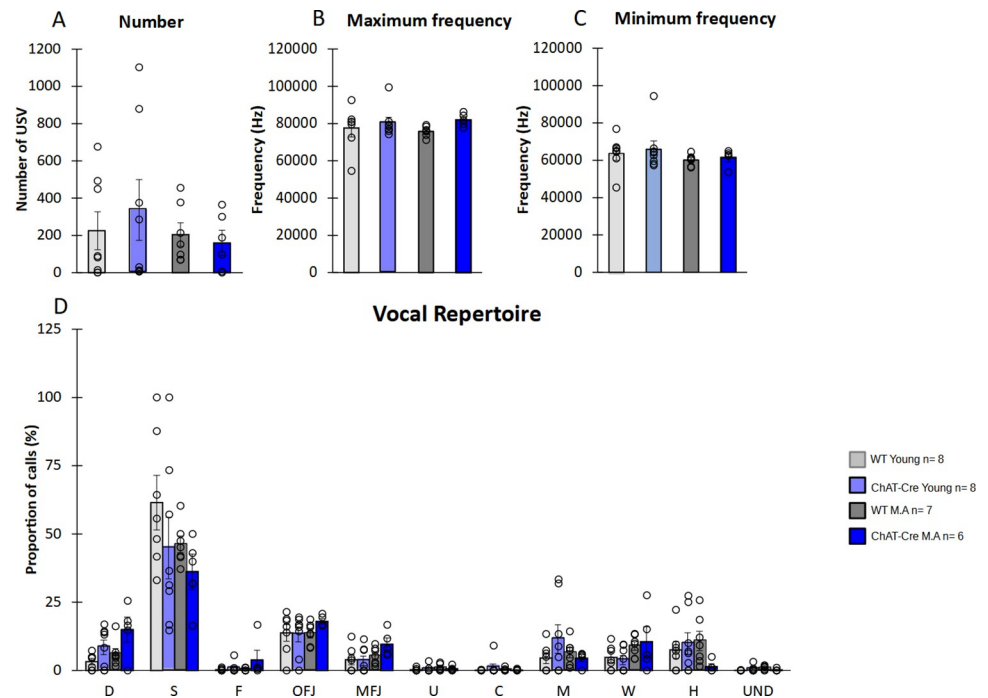 A Number
B Maximum frequency
C Minimum frequency
Number of USV
1200
1000
800
600
400
200
0
Frequency (Hz)
120000
100000
80000
60000
40000
20000
0
Frequency (Hz)
120000
100000
80000
60000
40000
20000
0
D Vocal Repertoire
Proportion of calls (%)
125
100
75
50
25
0
D S F OFJ MFJ U C M W H UND
WT Young n= 8
ChAT-Cre Young n= 8
WT M.A n= 7
ChAT-Cre M.A n= 6